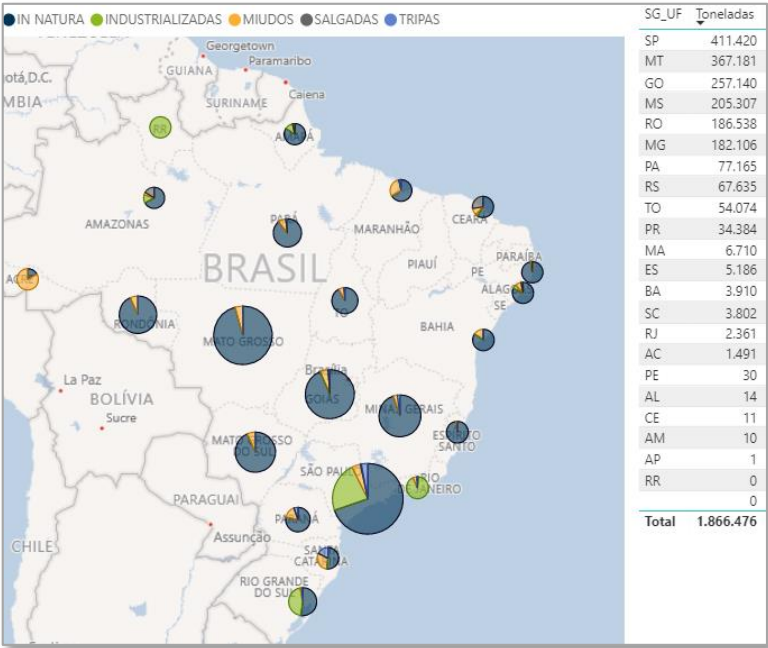 IN NATURA INDUSTRIALIZADAS MIUDOS SALGADAS TRIPAS
Georgetown
Paramaribo
otá, D.C.
GUIANA
Caiena
MBIA
SURINAME
RR
AMAPÁ
AMAZONAS
PARÁ
MARANHÃO
CEARÁ
BRASIL
PIAUÍ
PARAÍBA
PE
ACRE
ALAGOAS
SE
RONDÔNIA
TO
MATO GROSSO
BAHIA
La Paz
Brasília
BOLÍVIA
GOIÁS
Sucre
MINAS GERAIS
MATO GROSSO
DO SUL
ESPÍRITO
SANTO
SÃO PAULO
RIO
DE JANEIRO
PARAGUAI
PARANÁ
Assunção
CHILE
SANTA
CATARINA
RIO GRANDE
DO SUL
SG_UF Toneladas
SP 411.420
MT 367.181
GO 257.140
MS 205.307
RO 186.538
MG 182.106
PA 77.165
RS 67.635
TO 54.074
PR 34.384
MA 6.710
ES 5.186
BA 3.910
SC 3.802
RJ 2.361
AC 1.491
PE 30
AL 14
CE 11
AM 10
AP 1
RR 0
0
Total 1.866.476